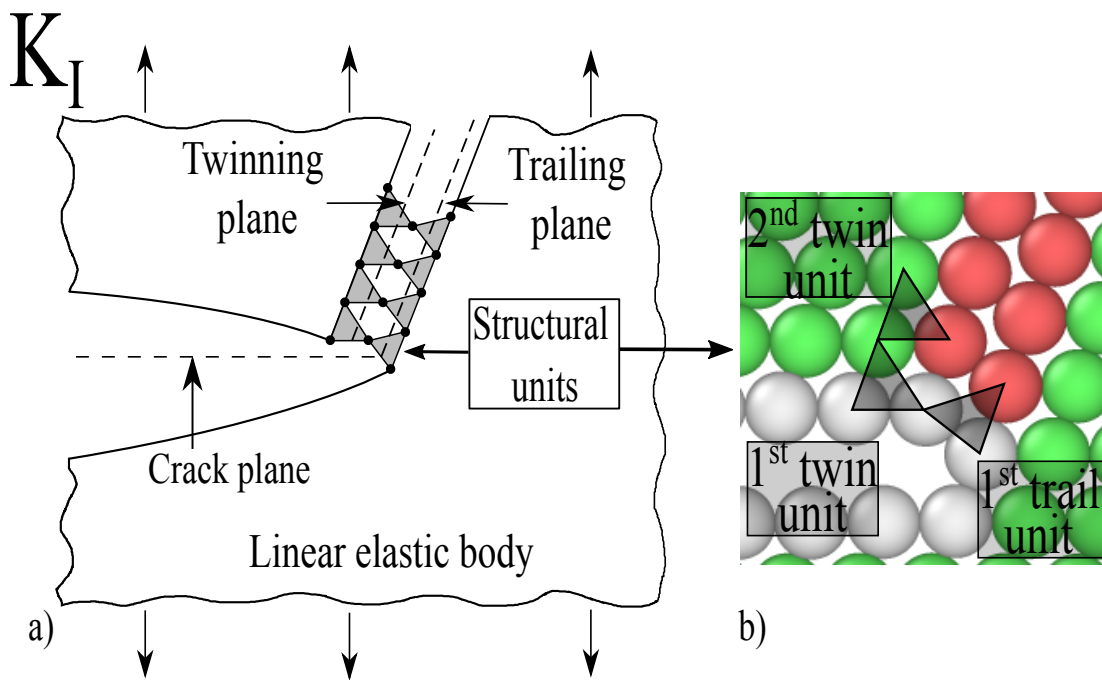 K_I
Twinning
plane
Trailing
plane
Structural
units
Crack plane
Linear elastic body
a)
2nd twin
unit
1st twin
unit
1st trail
unit
b)